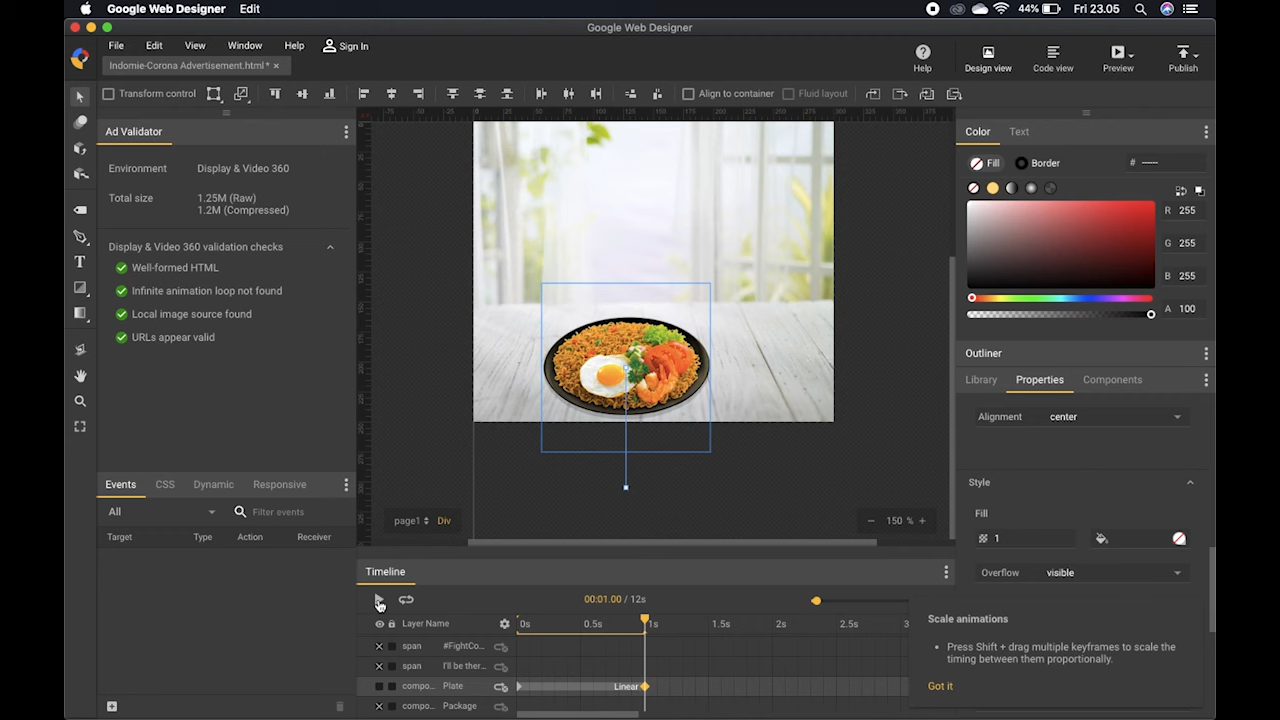 Google Web Designer Edit 44% Fri 23.05
Google Web Designer
File Edit View Window Help Sign In
Indomie-Corona Advertisement.html* ×
Help Design view Code view Preview Publish
Transform control Align to container Fluid layout
Ad Validator
Environment Display & Video 360
Total size 1.25M (Raw)
1.2M (Compressed)
Display & Video 360 validation checks
Well-formed HTML
Infinite animation loop not found
Local image source found
URLs appear valid
Events CSS Dynamic Responsive
All Filter events
Target Type Action Receiver
page1 Div
− 150 % +
Color Text
Fill Border #
R 255
G 255
B 255
A 100
Outliner
Library Properties Components
Alignment center
Style
Fill
1
Overflow visible
Timeline
00:01.00 / 12s
Layer Name 0s 0.5s 1s 1.5s 2s 2.5s 3
span #FightCo...
span I'll be ther...
compo... Plate Linear
compo... Package
Scale animations
• Press Shift + drag multiple keyframes to scale the
timing between them proportionally.
Got it